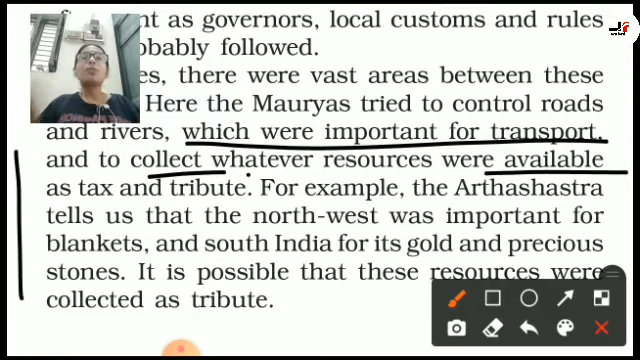 nt as governors, local customs and rules
obably followed.
es, there were vast areas between these
Here the Mauryas tried to control roads
and rivers, which were important for transport,
and to collect whatever resources were available
as tax and tribute. For example, the Arthashastra
tells us that the north-west was important for
blankets, and south India for its gold and precious
stones. It is possible that these resources were
collected as tribute.